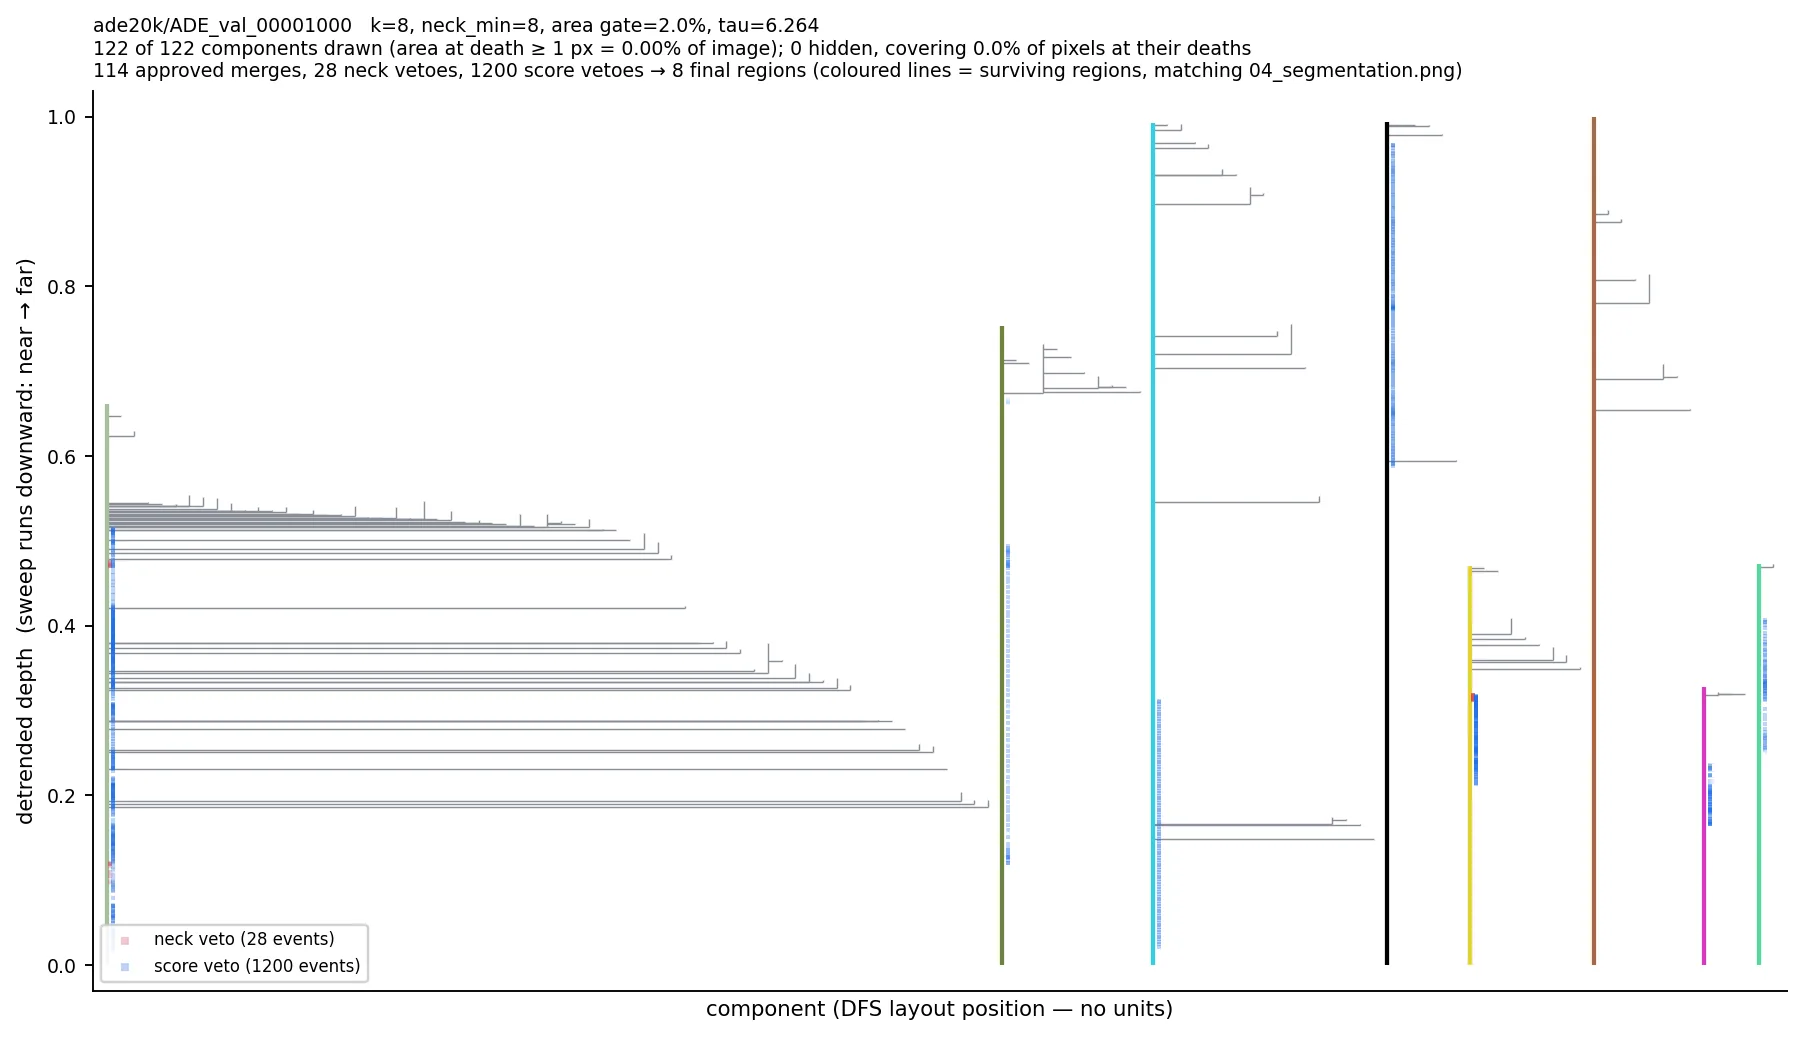 ade20k/ADE_val_00001000   k=8, neck_min=8, area gate=2.0%, tau=6.264
122 of 122 components drawn (area at death ≥ 1 px = 0.00% of image); 0 hidden, covering 0.0% of pixels at their deaths
114 approved merges, 28 neck vetoes, 1200 score vetoes → 8 final regions (coloured lines = surviving regions, matching 04_segmentation.png)
1.0
0.8
0.6
0.4
0.2
0.0
detrended depth  (sweep runs downward: near → far)
neck veto (28 events)
score veto (1200 events)
component (DFS layout position — no units)